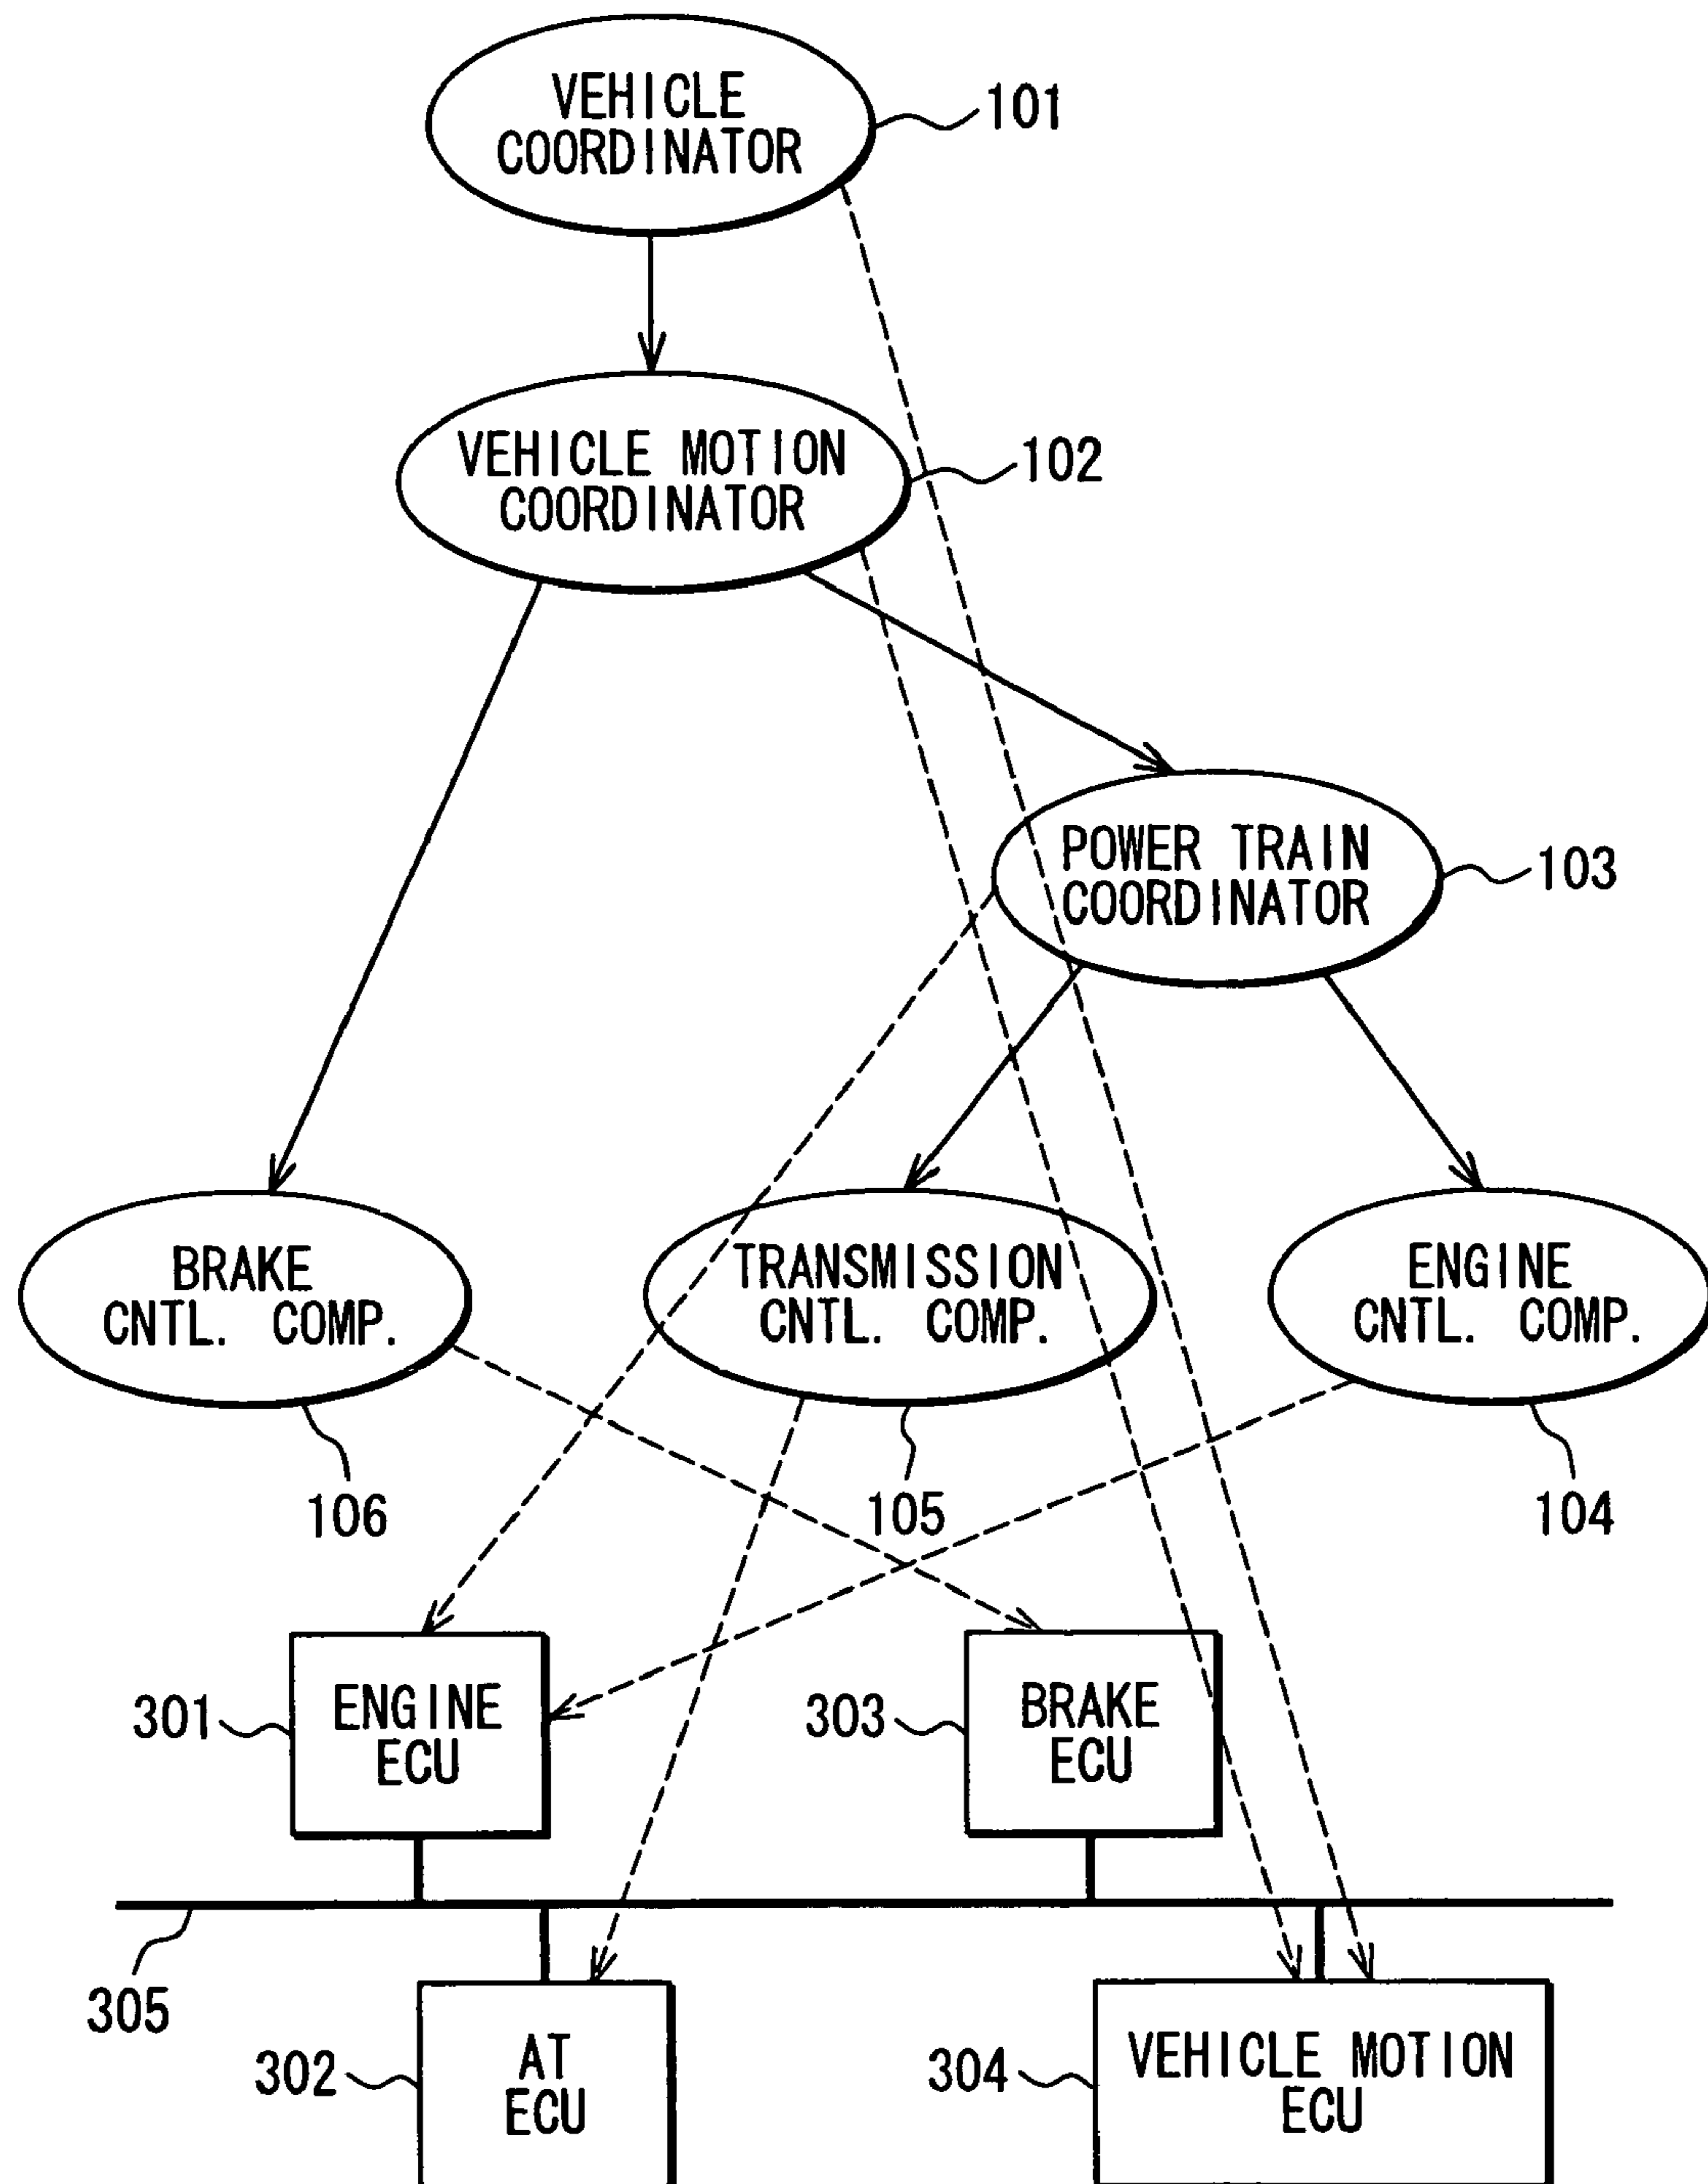 VEHICLE
COORDINATOR
101
VEHICLE MOTION
COORDINATOR
102
POWER TRAIN
COORDINATOR
103
BRAKE
CNTL. COMP.
TRANSMISSION
CNTL. COMP.
ENGINE
CNTL. COMP.
106
105
104
301
ENGINE
ECU
303
BRAKE
ECU
305
302
AT
ECU
304
VEHICLE MOTION
ECU